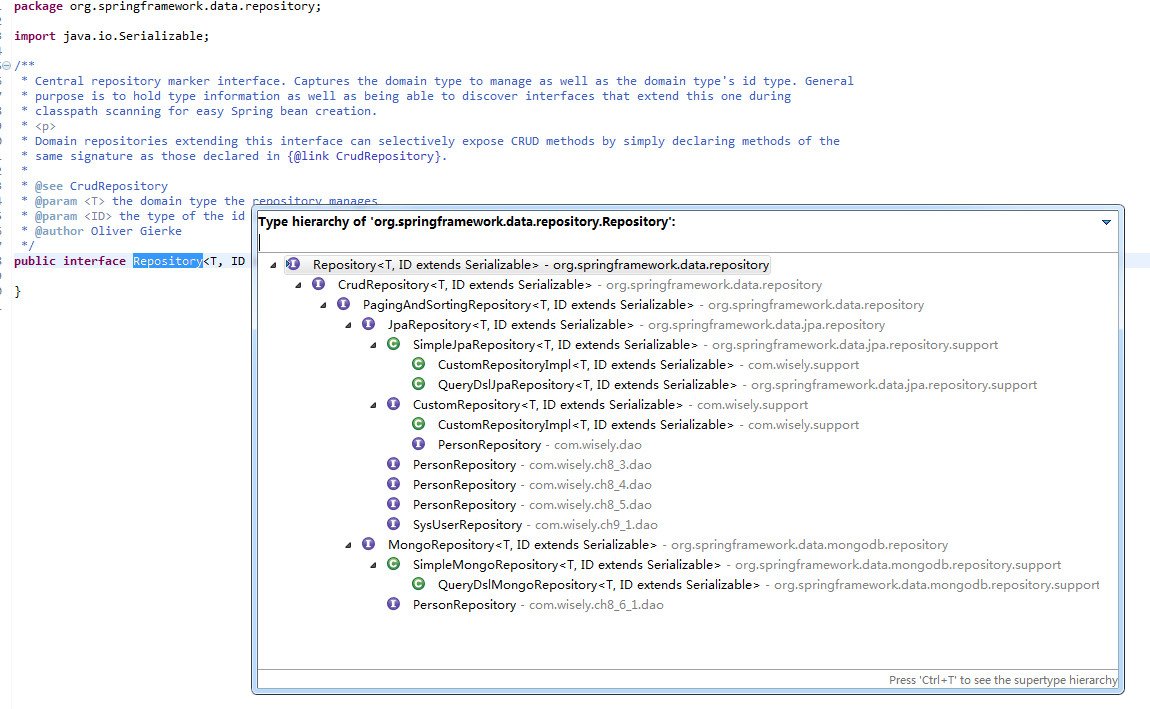 package org.springframework.data.repository;
import java.io.Serializable;
/**
* Central repository marker interface. Captures the domain type to manage as well as the domain type's id type. General
* purpose is to hold type information as well as being able to discover interfaces that extend this one during
* classpath scanning for easy Spring bean creation.
* <p>
* Domain repositories extending this interface can selectively expose CRUD methods by simply declaring methods of the
* same signature as those declared in {@link CrudRepository}.
*
* @see CrudRepository
* @param <T> the domain type the repository manages
* @param <ID> the type of the id
* @author Oliver Gierke
*/
public interface Repository<T, ID
}
Type hierarchy of 'org.springframework.data.repository.Repository':
Repository<T, ID extends Serializable> - org.springframework.data.repository
CrudRepository<T, ID extends Serializable> - org.springframework.data.repository
PagingAndSortingRepository<T, ID extends Serializable> - org.springframework.data.repository
JpaRepository<T, ID extends Serializable> - org.springframework.data.jpa.repository
SimpleJpaRepository<T, ID extends Serializable> - org.springframework.data.jpa.repository.support
CustomRepositoryImpl<T, ID extends Serializable> - com.wisely.support
QueryDslJpaRepository<T, ID extends Serializable> - org.springframework.data.jpa.repository.support
CustomRepository<T, ID extends Serializable> - com.wisely.support
CustomRepositoryImpl<T, ID extends Serializable> - com.wisely.support
PersonRepository - com.wisely.dao
PersonRepository - com.wisely.ch8_3.dao
PersonRepository - com.wisely.ch8_4.dao
PersonRepository - com.wisely.ch8_5.dao
SysUserRepository - com.wisely.ch9_1.dao
MongoRepository<T, ID extends Serializable> - org.springframework.data.mongodb.repository
SimpleMongoRepository<T, ID extends Serializable> - org.springframework.data.mongodb.repository.support
QueryDslMongoRepository<T, ID extends Serializable> - org.springframework.data.mongodb.repository.support
PersonRepository - com.wisely.ch8_6_1.dao
Press 'Ctrl+T' to see the supertype hierarchy